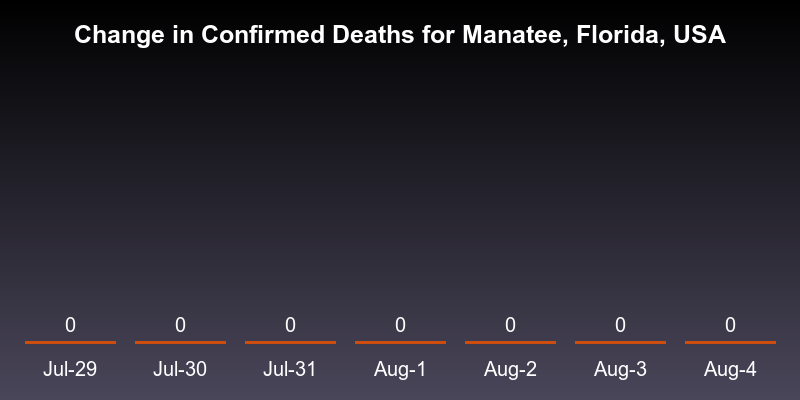 Change in Confirmed Deaths for Manatee, Florida, USA
0 0 0 0 0 0 0
Jul-29 Jul-30 Jul-31 Aug-1 Aug-2 Aug-3 Aug-4